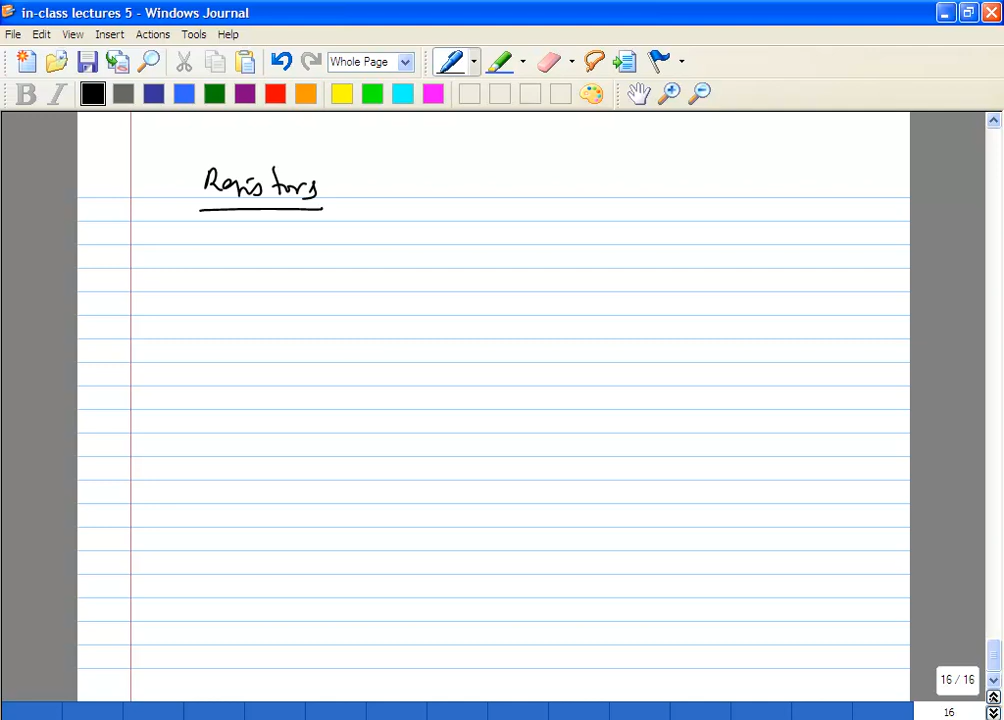 in-class lectures 5 - Windows Journal
File Edit View Insert Actions Tools Help
Whole Page
B I
Resistors
16 / 16
16